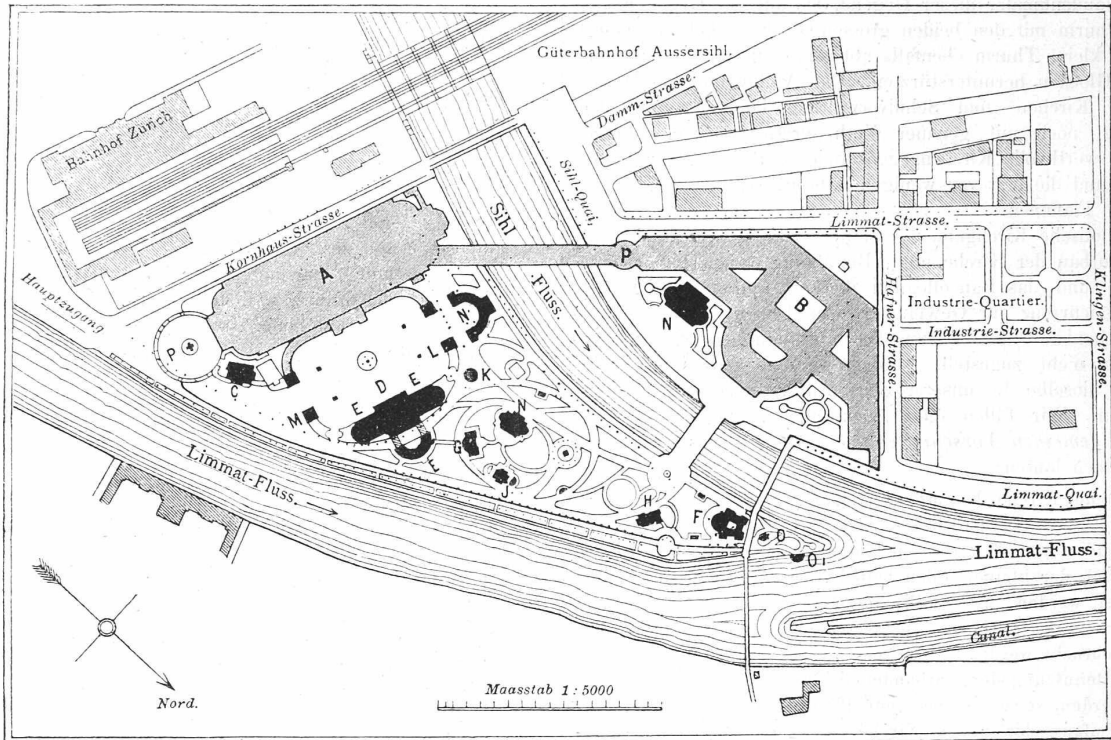 Güterbahnhof Aussersihl.
Bahnhof Zürich
Damm-Strasse.
Sihl-Quai.
Kornhaus-Strasse.
Limmat-Strasse.
Hauptzugang
Sihl
Fluss.
A
P
B
P
C
N
L
N
D
E
K
E
M
N
G
E
J
H
F
O
O1
Hafner-Strasse.
Industrie-Quartier.
Industrie-Strasse.
Klingen-Strasse.
Limmat-Fluss.
Limmat-Quai.
Limmat-Fluss.
Canal.
Nord.
Maasstab 1 : 5000